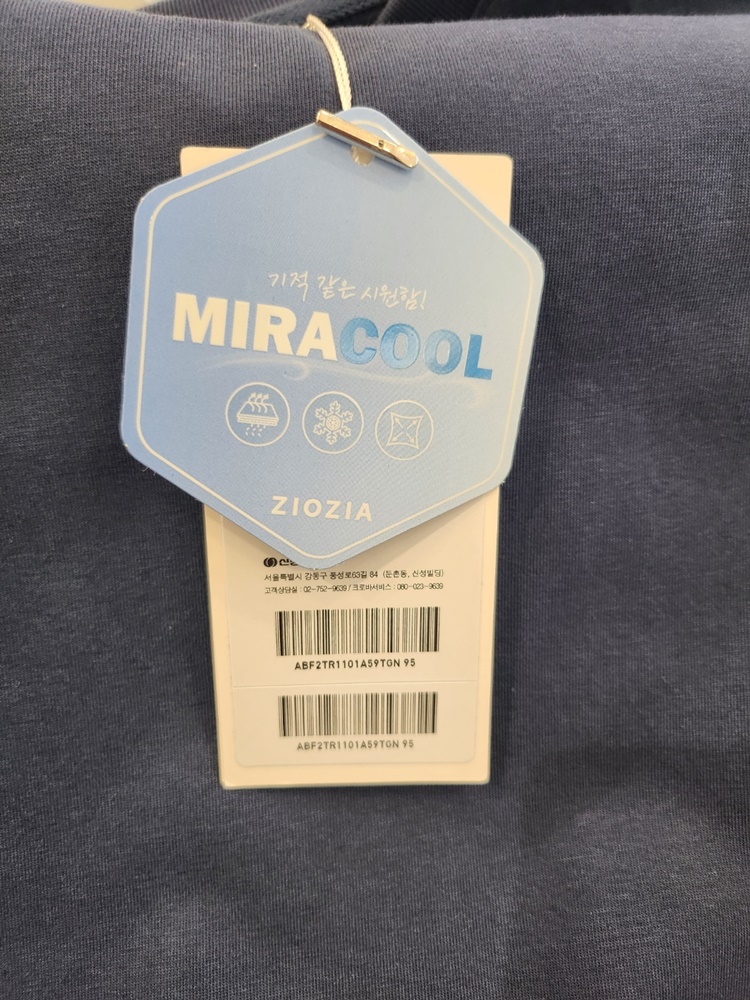 기적 같은 시원함!
MIRACOOL
ZIOZIA
서울특별시 강동구 풍성로63길 84 (둔촌동, 신성빌딩)
고객상담실 : 02-752-9639 / 크로바서비스 : 080-023-9639
ABF2TR1101A59TGN 95
ABF2TR1101A59TGN 95